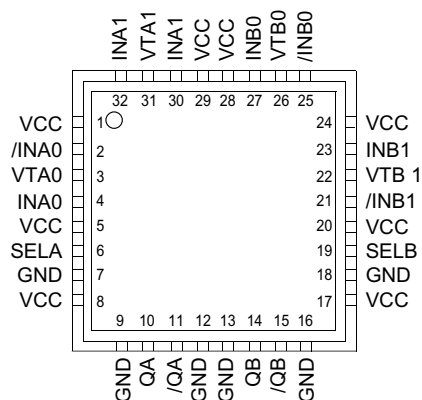 INA1 VTA1 INA1 VCC VCC INB0 VTB0 /INB0
32 31 30 29 28 27 26 25
VCC 1 24 VCC
/INA0 2 23 INB1
VTA0 3 22 VTB 1
INA0 4 21 /INB1
VCC 5 20 VCC
SELA 6 19 SELB
GND 7 18 GND
VCC 8 17 VCC
9 10 11 12 13 14 15 16
GND QA /QA GND GND QB /QB GND